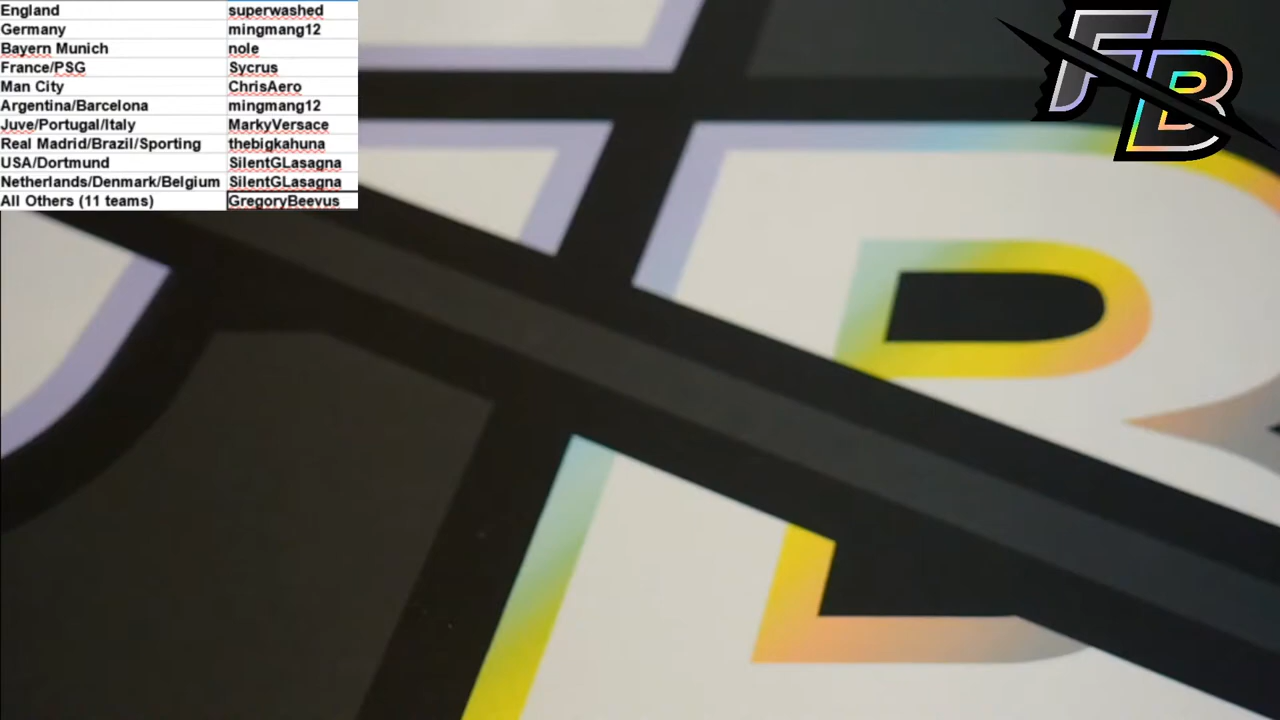 England superwashed
Germany mingmang12
Bayern Munich nole
France/PSG Sycrus
Man City ChrisAero
Argentina/Barcelona mingmang12
Juve/Portugal/Italy MarkyVersace
Real Madrid/Brazil/Sporting thebigkahuna
USA/Dortmund SilentGLasagna
Netherlands/Denmark/Belgium SilentGLasagna
All Others (11 teams) GregoryBeevus
FB